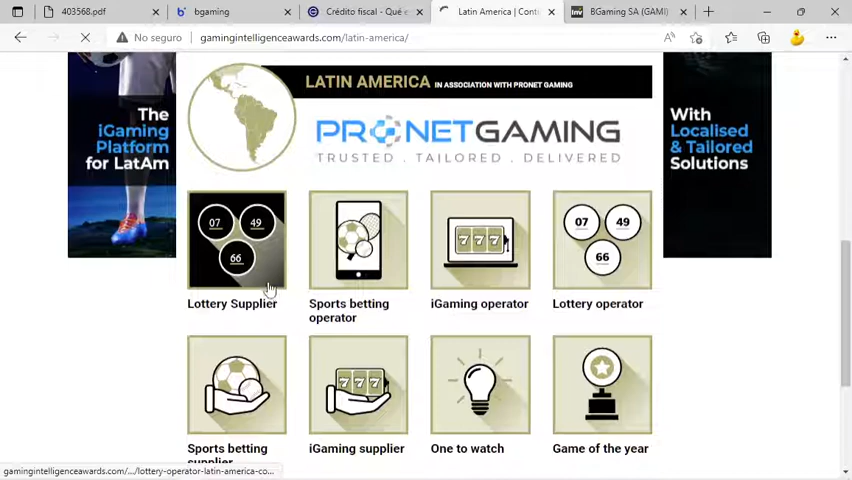 403568.pdf
bgaming
Crédito fiscal - Qué e
Latin America | Cont
BGaming SA (GAMI)
No seguro
gamingintelligenceawards.com/latin-america/
The
iGaming
Platform
for LatAm
LATIN AMERICA IN ASSOCIATION WITH PRONET GAMING
PRONETGAMING
TRUSTED . TAILORED . DELIVERED
With
Localised
& Tailored
Solutions
07 49
66
777
07 49
66
Lottery Supplier
Sports betting
operator
iGaming operator
Lottery operator
777
Sports betting
supplier
iGaming supplier
One to watch
Game of the year
gamingintelligenceawards.com/.../lottery-operator-latin-america-co...